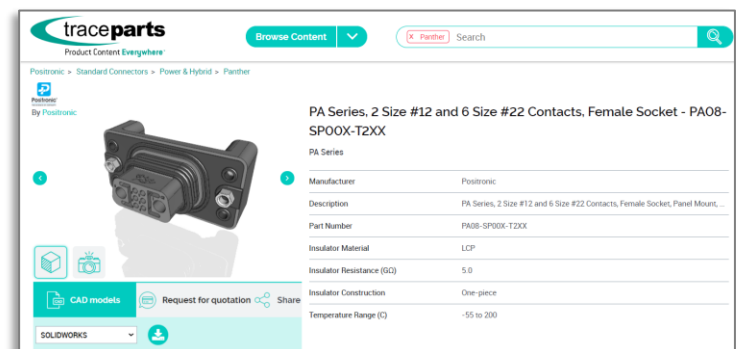 traceparts
Product Content Everywhere
Browse Content
x Panther Search
Positronic > Standard Connectors > Power & Hybrid > Panther
Positronic
By Positronic
PA Series, 2 Size #12 and 6 Size #22 Contacts, Female Socket - PA08-
SP00X-T2XX
PA Series
Manufacturer Positronic
Description PA Series, 2 Size #12 and 6 Size #22 Contacts, Female Socket, Panel Mount, ...
Part Number PA08-SP00X-T2XX
Insulator Material LCP
Insulator Resistance (GΩ) 5.0
Insulator Construction One-piece
Temperature Range (C) -55 to 200
CAD models Request for quotation Share
SOLIDWORKS